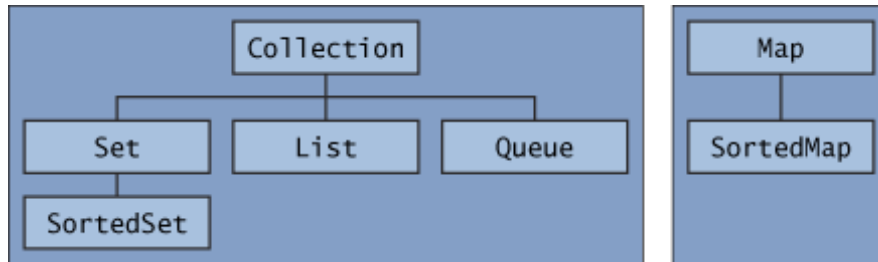 Collection
Map
Set
List
Queue
SortedMap
SortedSet